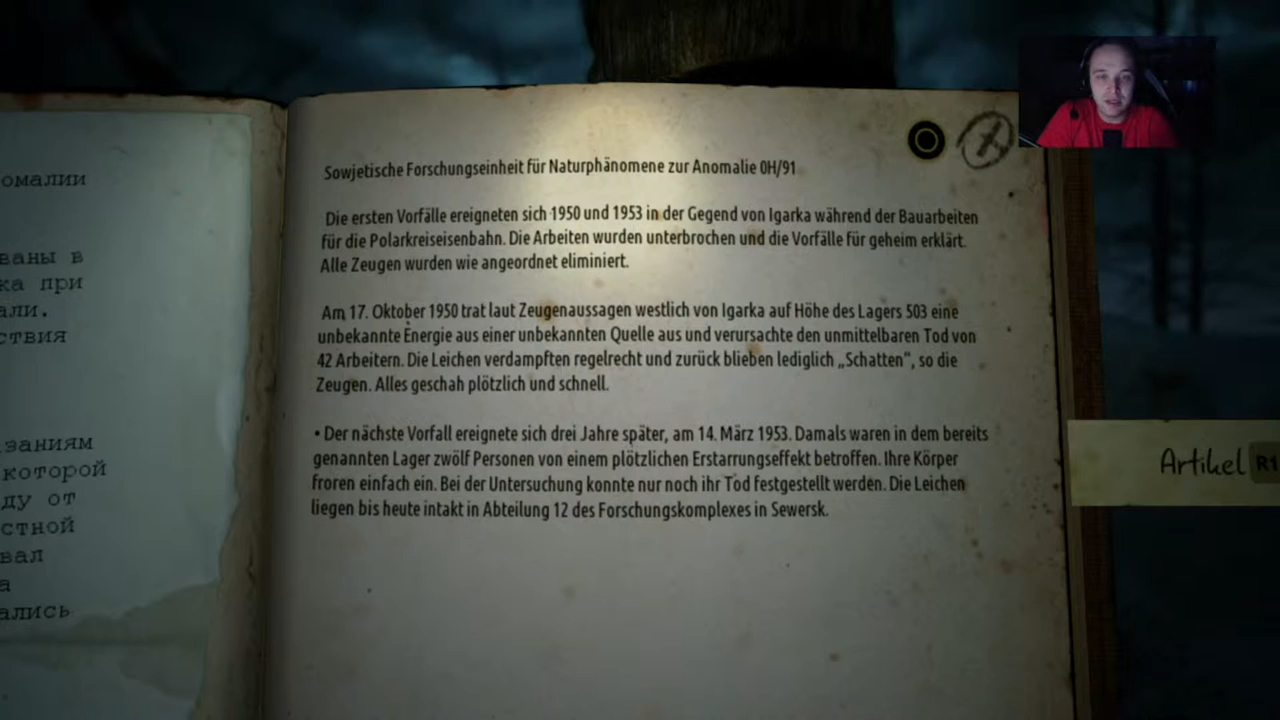 омалии
ваны в
ка при
али.
ствия
заниям
которой
ду от
стной
вал
а
ались
Sowjetische Forschungseinheit für Naturphänomene zur Anomalie 0H/91
Die ersten Vorfälle ereigneten sich 1950 und 1953 in der Gegend von Igarka während der Bauarbeiten
für die Polarkreiseisenbahn. Die Arbeiten wurden unterbrochen und die Vorfälle für geheim erklärt.
Alle Zeugen wurden wie angeordnet eliminiert.
Am 17. Oktober 1950 trat laut Zeugenaussagen westlich von Igarka auf Höhe des Lagers 503 eine
unbekannte Energie aus einer unbekannten Quelle aus und verursachte den unmittelbaren Tod von
42 Arbeitern. Die Leichen verdampften regelrecht und zurück blieben lediglich „Schatten“, so die
Zeugen. Alles geschah plötzlich und schnell.
• Der nächste Vorfall ereignete sich drei Jahre später, am 14. März 1953. Damals waren in dem bereits
genannten Lager zwölf Personen von einem plötzlichen Erstarrungseffekt betroffen. Ihre Körper
froren einfach ein. Bei der Untersuchung konnte nur noch ihr Tod festgestellt werden. Die Leichen
liegen bis heute intakt in Abteilung 12 des Forschungskomplexes in Sewersk.
Artikel R1